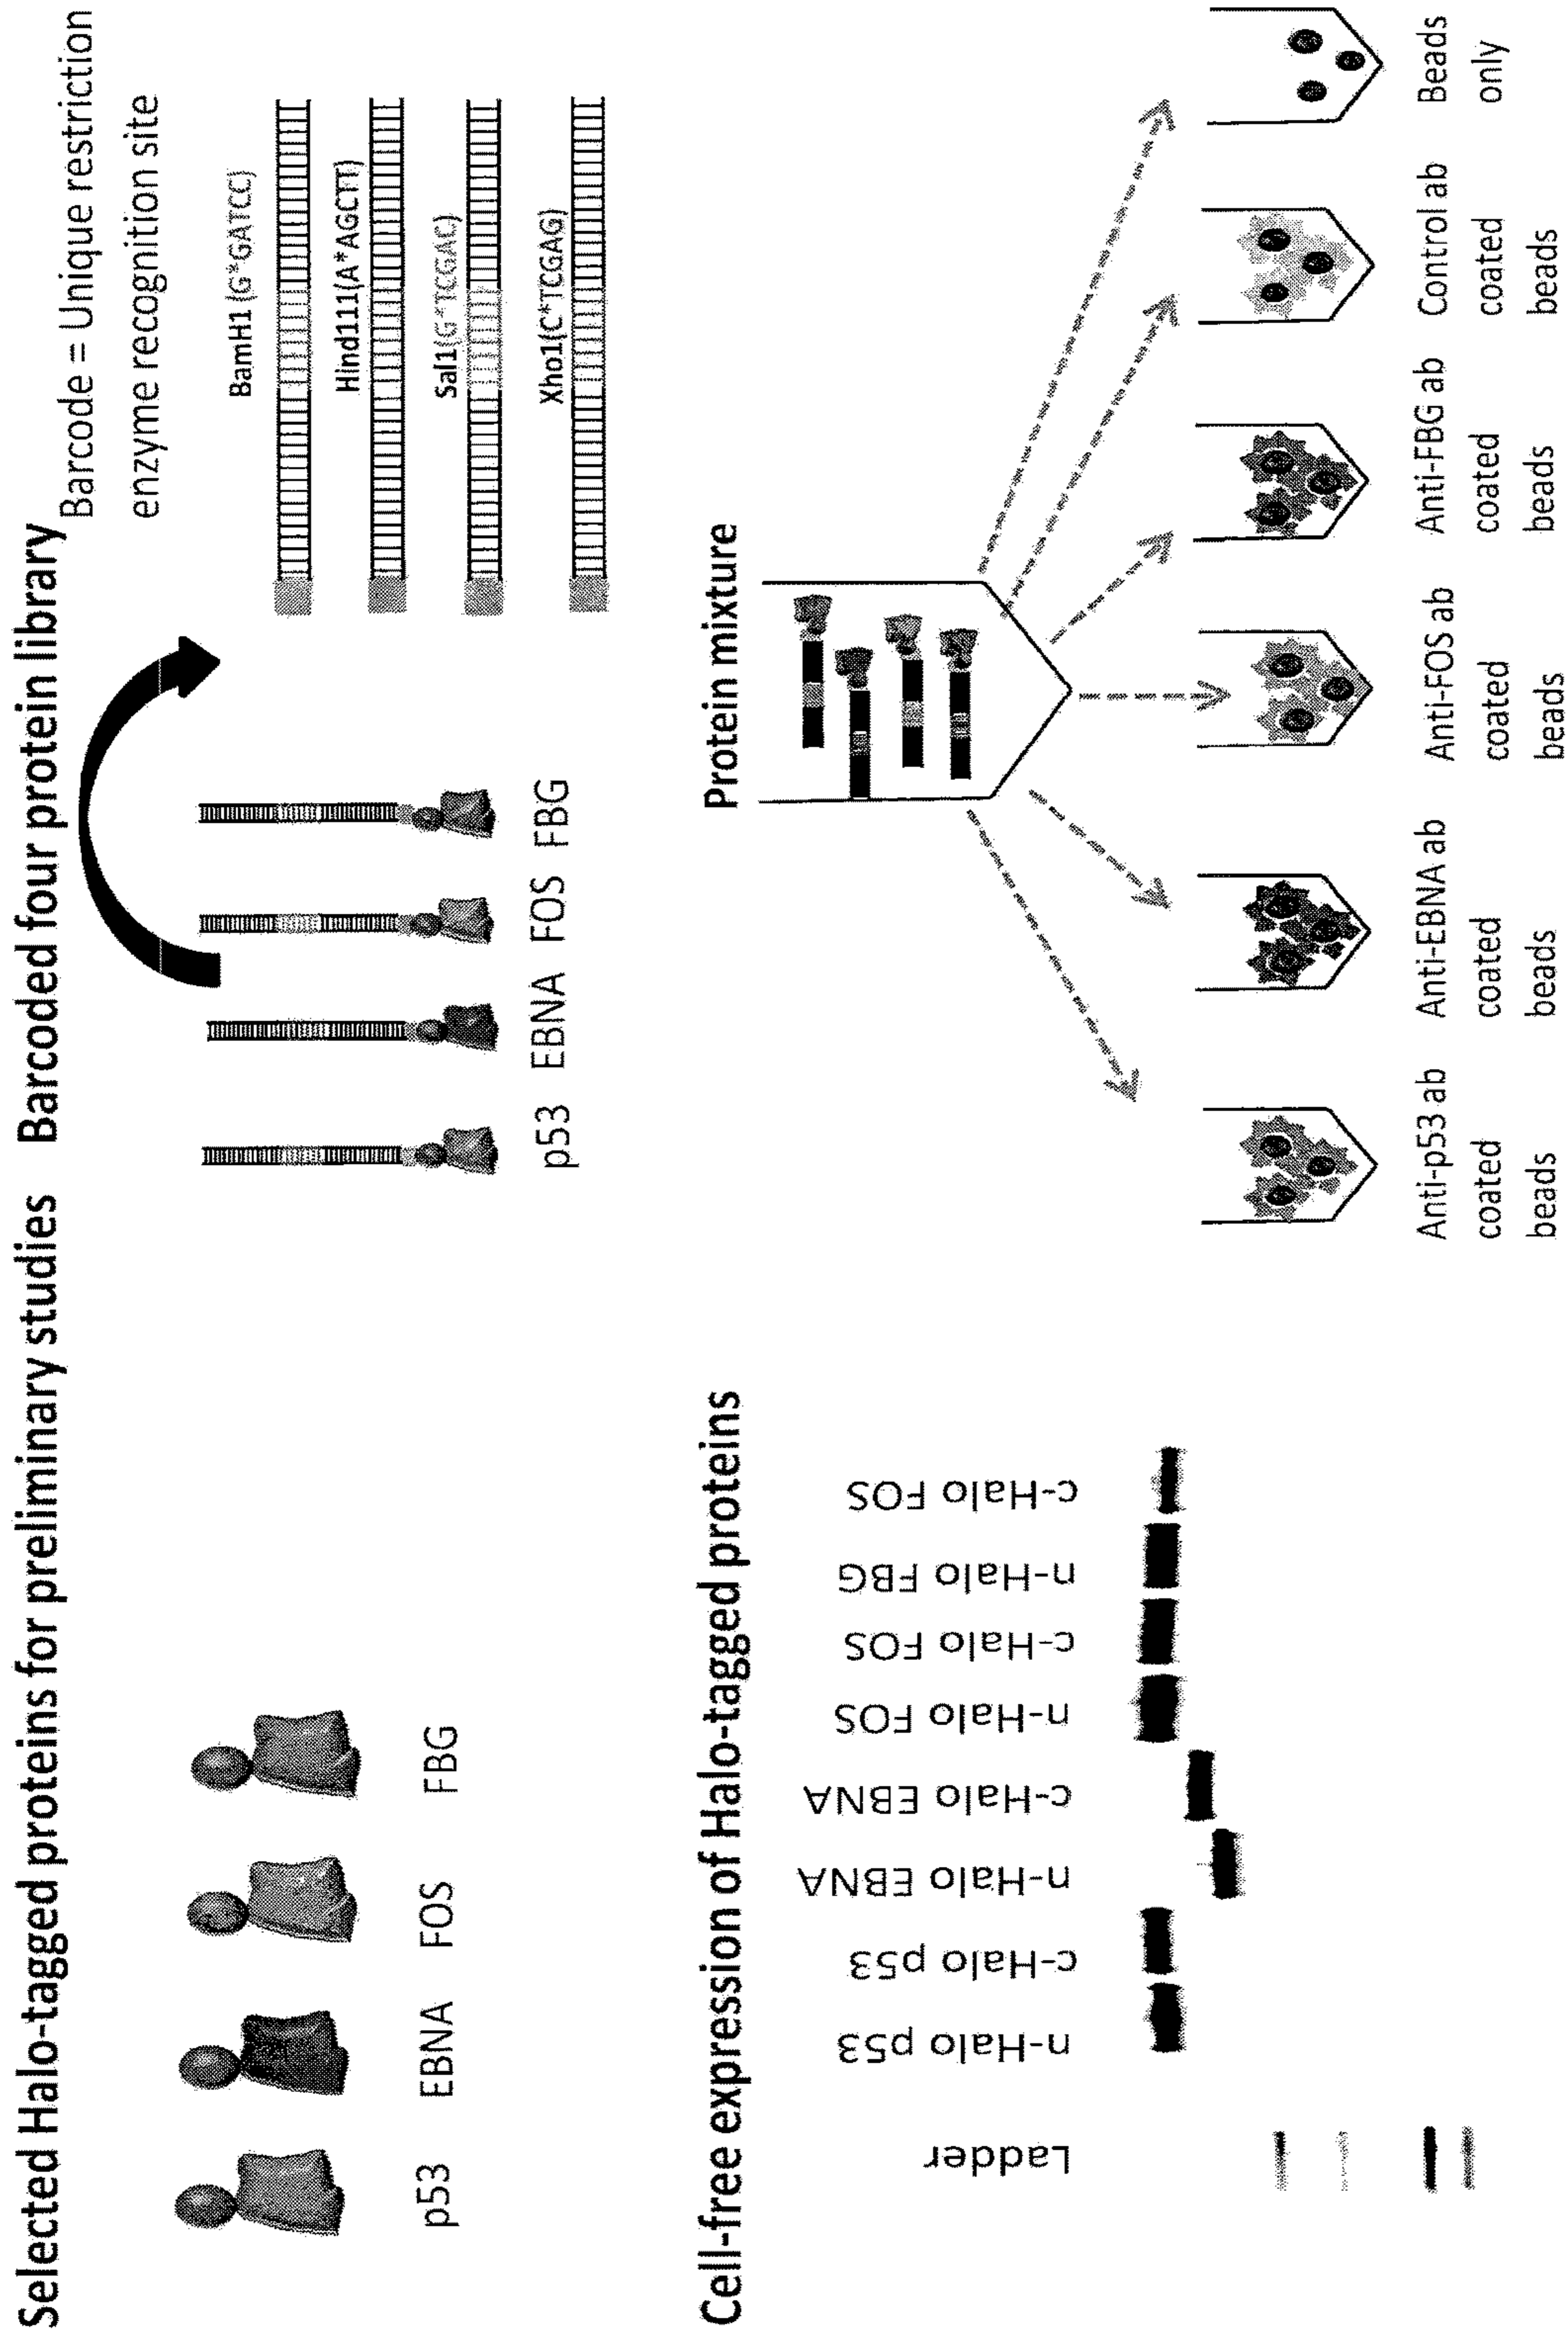 Selected Halo-tagged proteins for preliminary studies
p53 EBNA FOS FBG
Barcoded four protein library
Barcode = Unique restriction
enzyme recognition site
p53 EBNA FOS FBG
BamH1 (G*GATCC)
Hind111(A*AGCTT)
Sal1(G*TCGAC)
Xho1(C*TCGAG)
Cell-free expression of Halo-tagged proteins
Ladder
n-Halo p53
c-Halo p53
n-Halo EBNA
c-Halo EBNA
n-Halo FOS
c-Halo FOS
n-Halo FBG
c-Halo FOS
Protein mixture
Anti-p53 ab
coated
beads
Anti-EBNA ab
coated
beads
Anti-FOS ab
coated
beads
Anti-FBG ab
coated
beads
Control ab
coated
beads
Beads
only